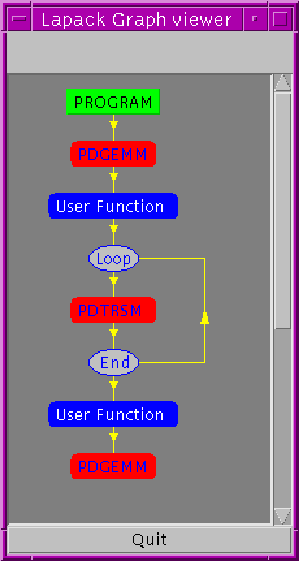 Lapack Graph viewer
PROGRAM
PDGEMM
User Function
Loop
PDTRSM
End
User Function
PDGEMM
Quit